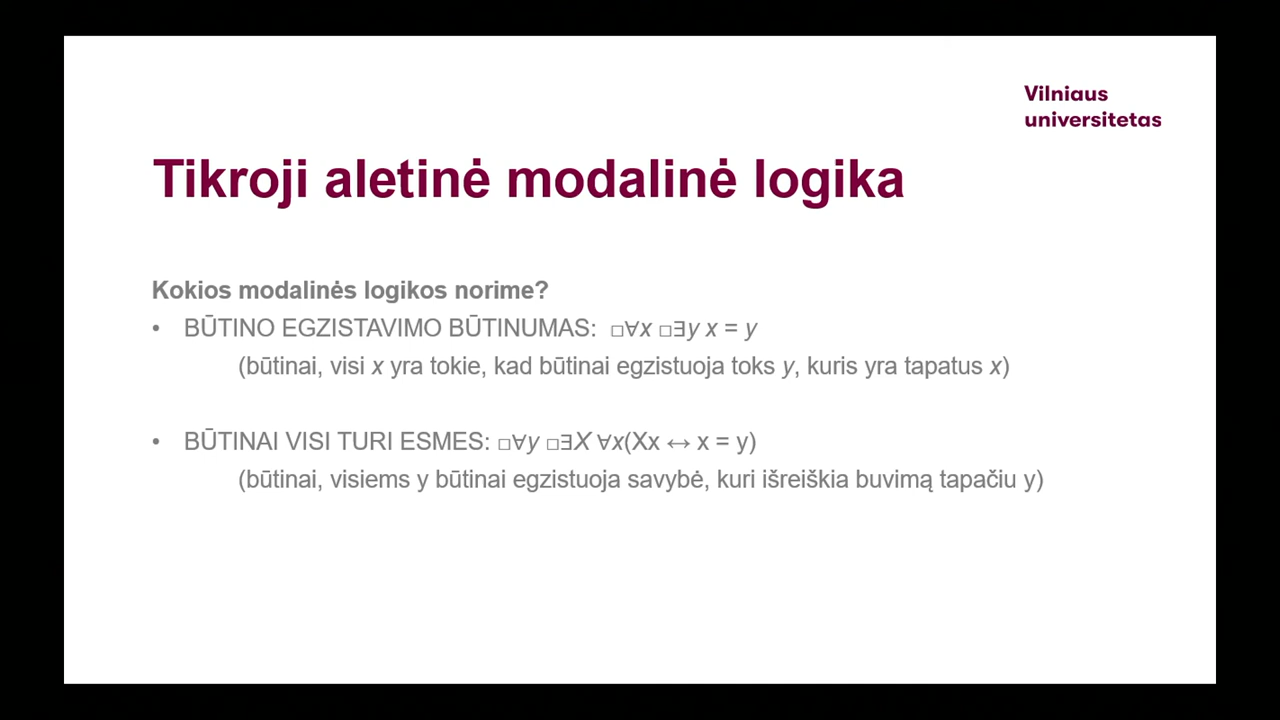 Vilniaus
universitetas
Tikroji aletinė modalinė logika
Kokios modalinės logikos norime?
• BŪTINO EGZISTAVIMO BŪTINUMAS: □∀x □∃y x = y
(būtinai, visi x yra tokie, kad būtinai egzistuoja toks y, kuris yra tapatus x)
• BŪTINAI VISI TURI ESMES: □∀y □∃X ∀x(Xx ↔ x = y)
(būtinai, visiems y būtinai egzistuoja savybė, kuri išreiškia buvimą tapačiu y)